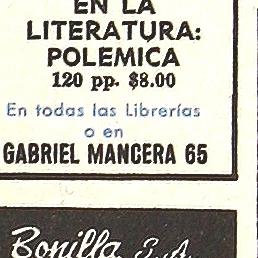 EN LA
LITERATURA:
POLEMICA
120 pp. $8.00
En todas las Librerías
o en
GABRIEL MANCERA 65
Bonilla, S.A.